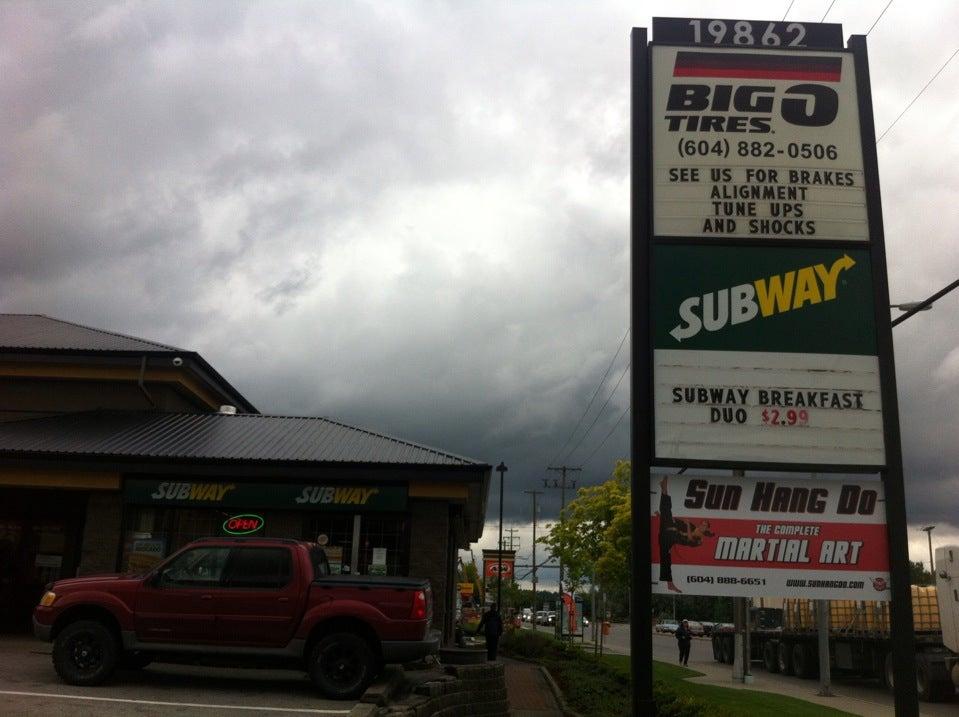 19862
BIG O
TIRES.
(604) 882-0506
SEE US FOR BRAKES
ALIGNMENT
TUNE UPS
AND SHOCKS
SUBWAY
SUBWAY BREAKFAST
DUO $2.99
SUN HANG DO
THE COMPLETE
MARTIAL ART
(604) 888-6651 WWW.SUNHANGDO.COM
SUBWAY SUBWAY
OPEN